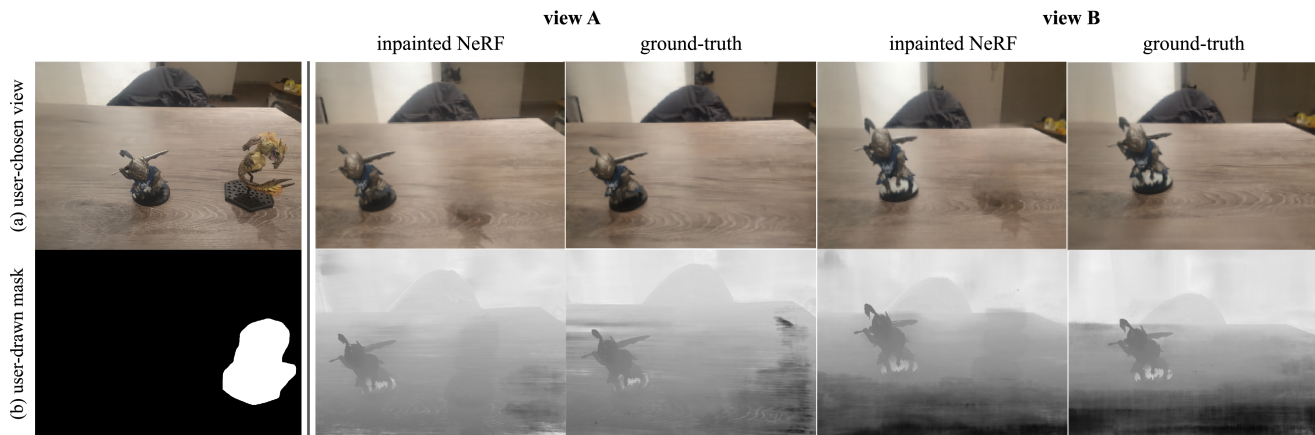 view A
view B
inpainted NeRF
ground-truth
inpainted NeRF
ground-truth
(a) user-chosen view
(b) user-drawn mask